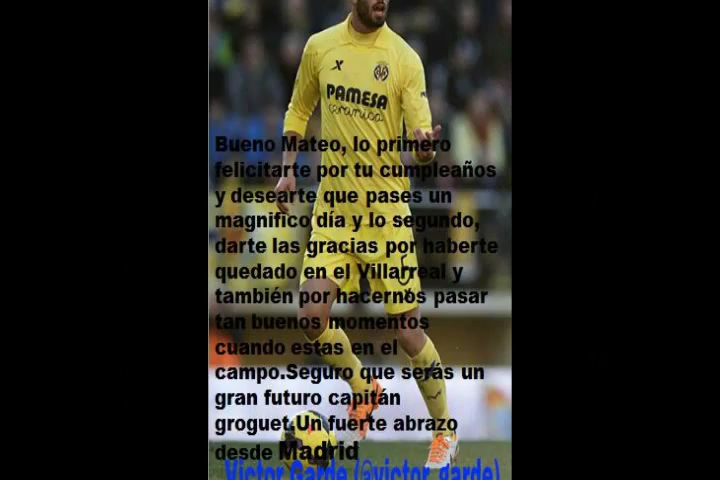 PAMESA
cerámica
Bueno Mateo, lo primero
felicitarte por tu cumpleaños
y desearte que pases un
magnifico día y lo segundo,
darte las gracias por haberte
quedado en el Villarreal y
también por hacernos pasar
tan buenos momentos
cuando estas en el
campo.Seguro que serás un
gran futuro capitán
groguet.Un fuerte abrazo
desde Madrid
Victor Garde (@victor_garde)
5